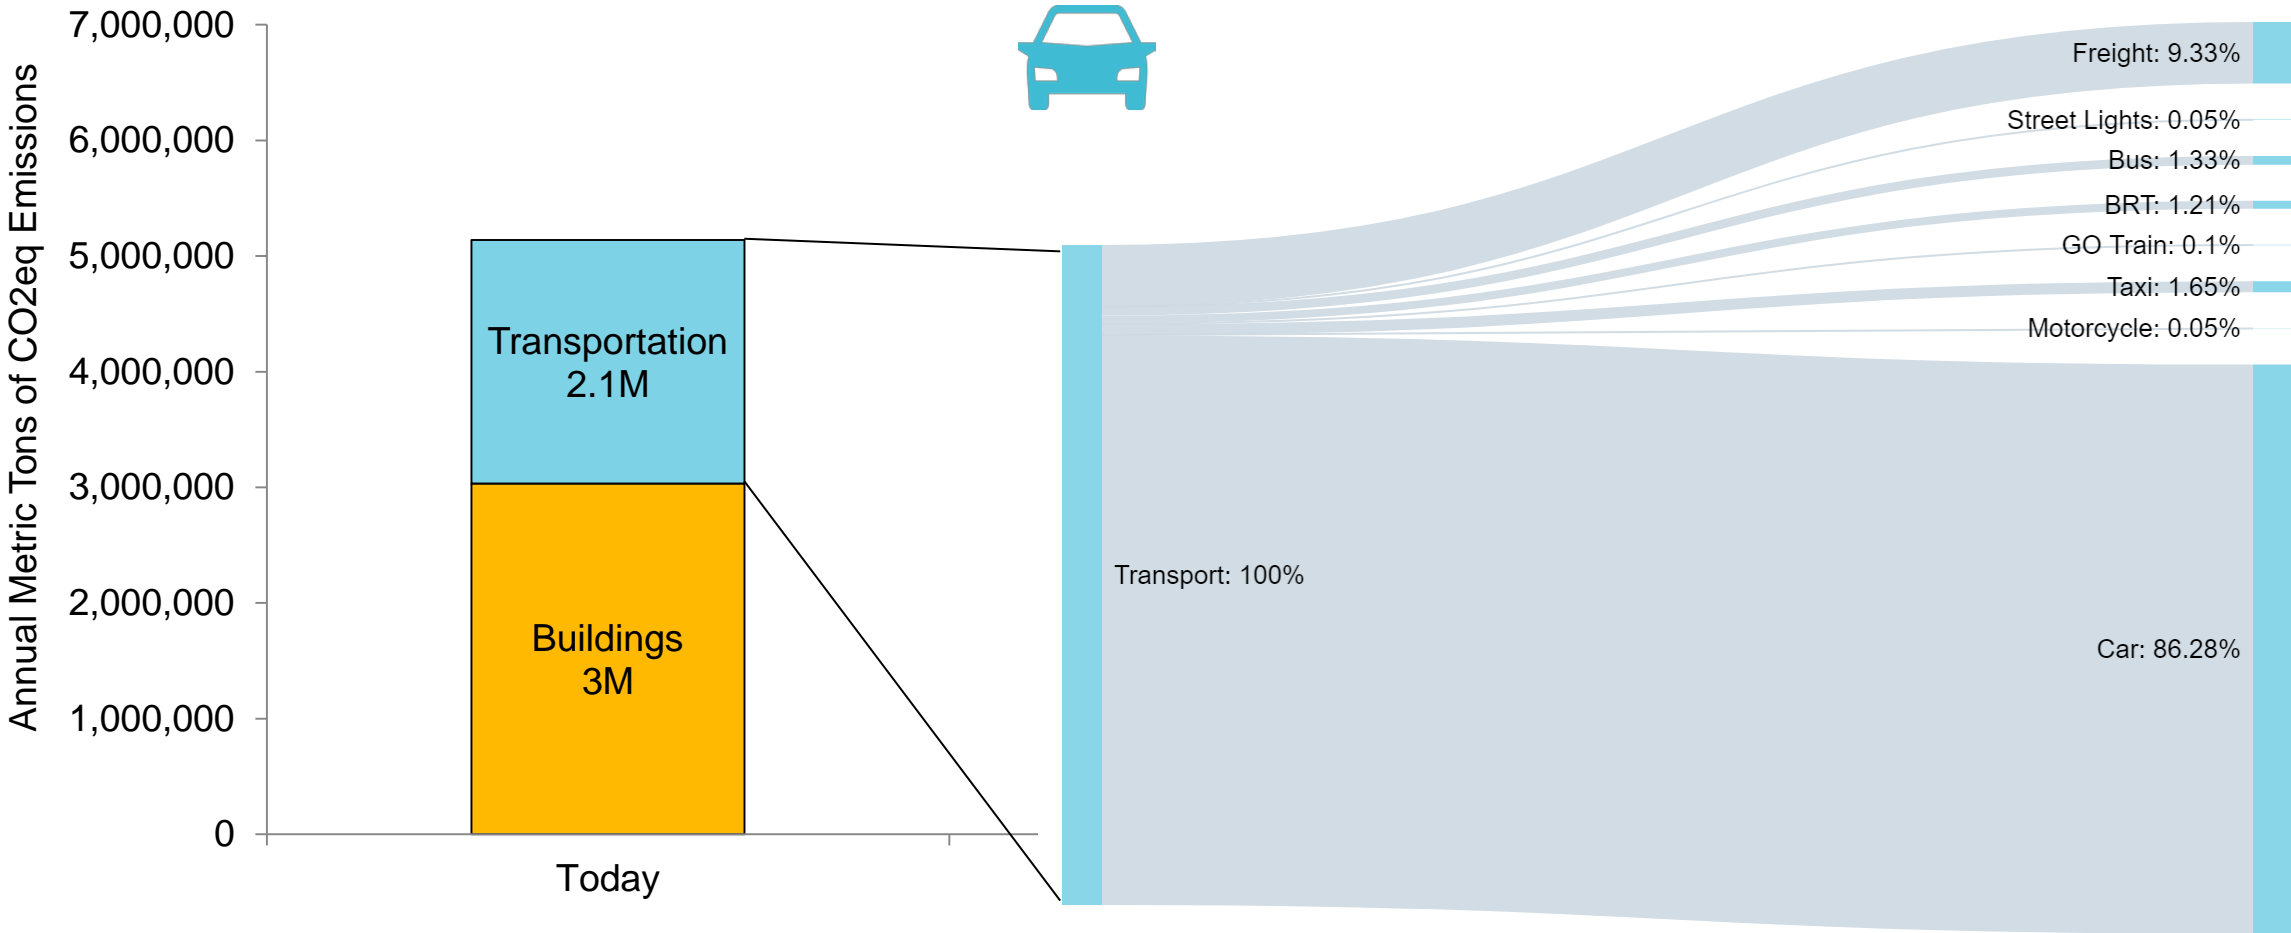 Annual Metric Tons of CO2eq Emissions
7,000,000
6,000,000
5,000,000
4,000,000
3,000,000
2,000,000
1,000,000
0
Transportation
2.1M
Buildings
3M
Today
Transport: 100%
Freight: 9.33%
Street Lights: 0.05%
Bus: 1.33%
BRT: 1.21%
GO Train: 0.1%
Taxi: 1.65%
Motorcycle: 0.05%
Car: 86.28%